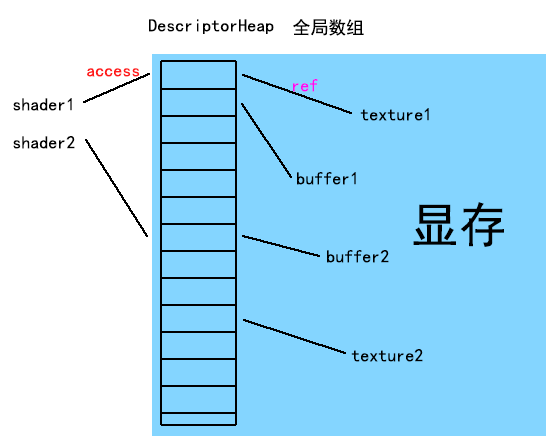 DescriptorHeap 全局数组
access
ref
shader1
texture1
shader2
buffer1
显存
buffer2
texture2